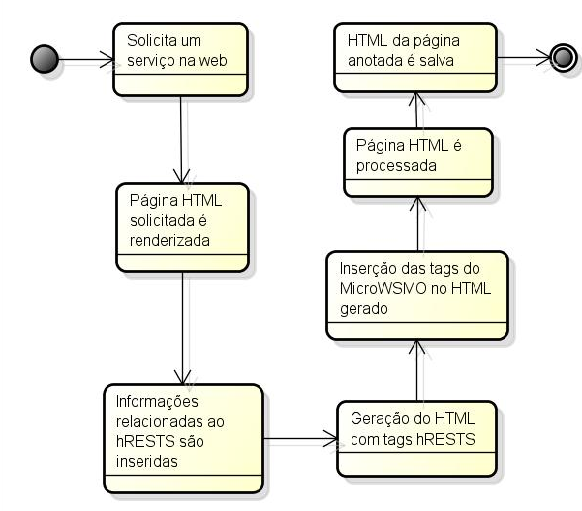 Solicita um
serviço na web
Página HTML
solicitada é
renderizada
Informações
relacioradas ao
hRESTS são
inseridas
Geração do HTML
com tags hRESTS
Inserção das tags do
MicroWSMO no HTML
gerado
Página HTML é
processada
HTML da página
anotada é salva